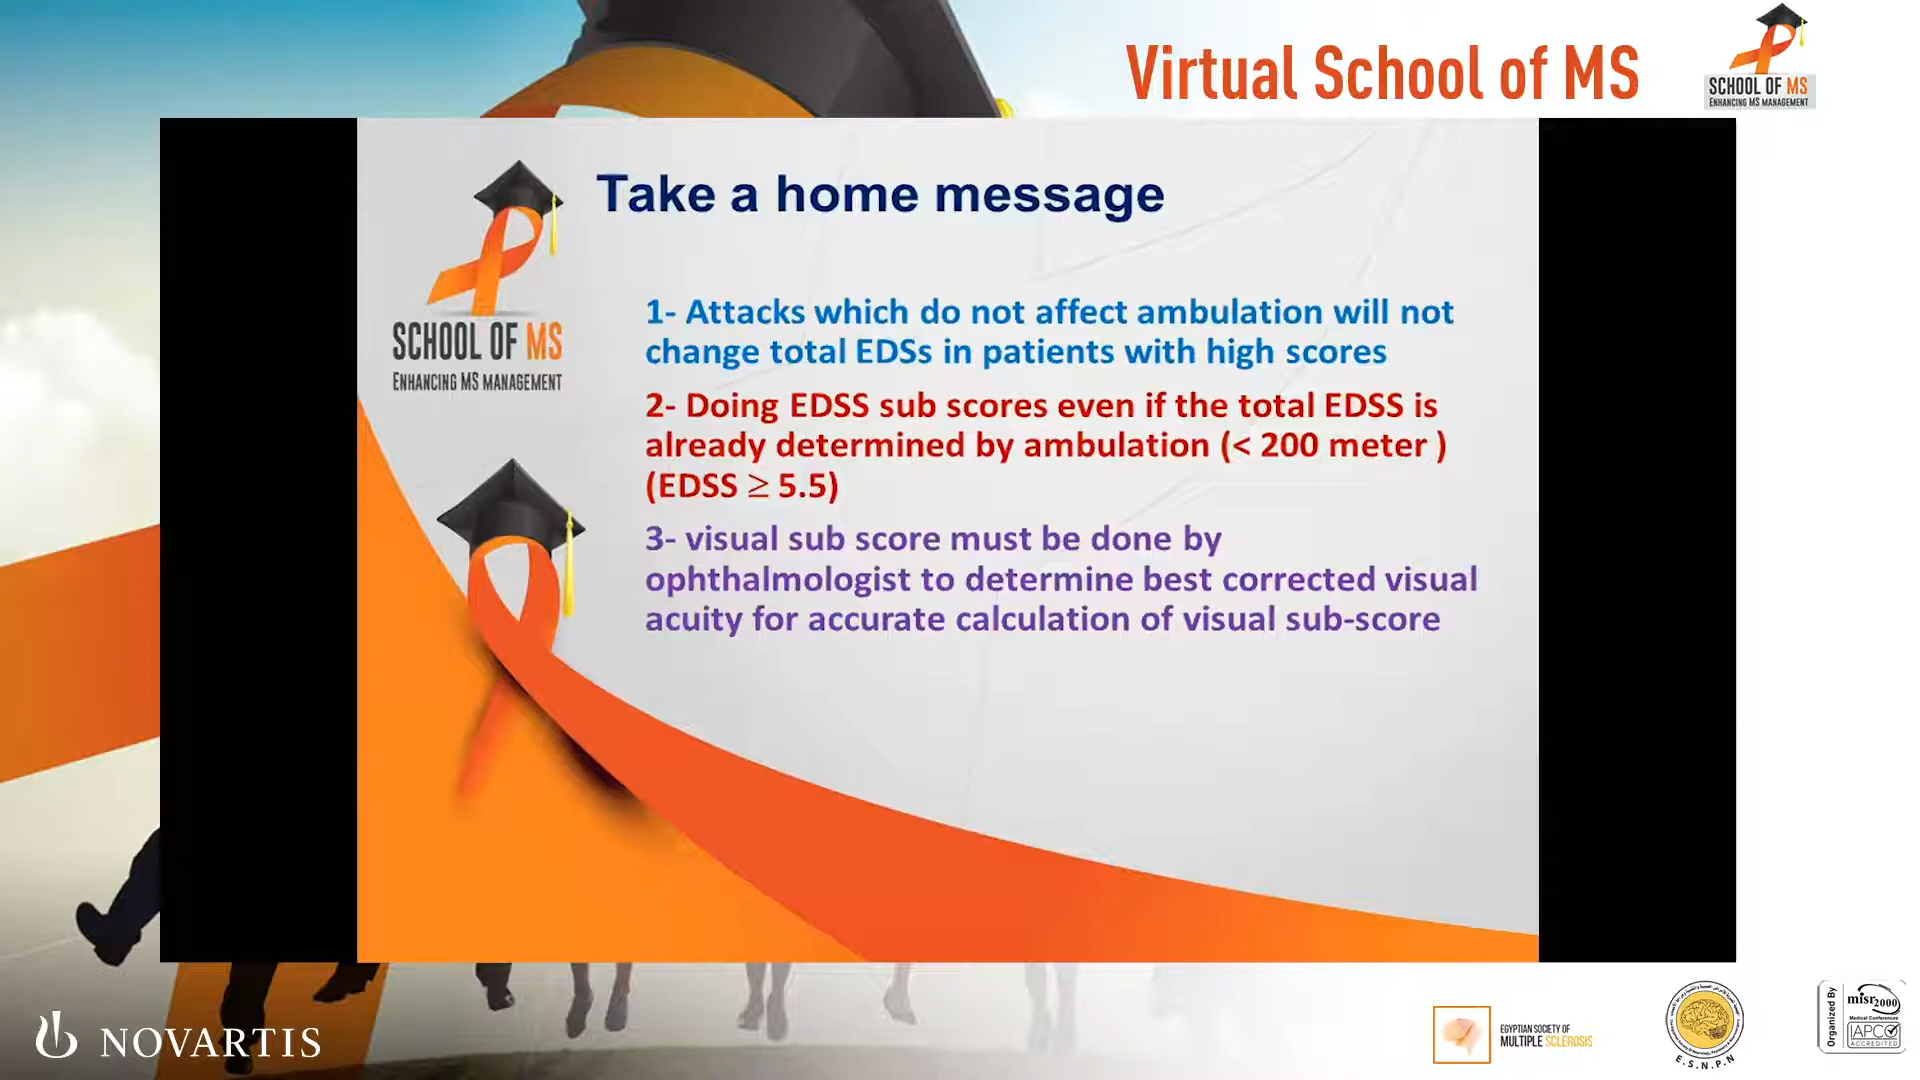 Virtual School of MS
SCHOOL OF MS
ENHANCING MS MANAGEMENT
Take a home message
SCHOOL OF MS
ENHANCING MS MANAGEMENT
1- Attacks which do not affect ambulation will not
change total EDSs in patients with high scores
2- Doing EDSS sub scores even if the total EDSS is
already determined by ambulation (< 200 meter )
(EDSS ≥ 5.5)
3- visual sub score must be done by
ophthalmologist to determine best corrected visual
acuity for accurate calculation of visual sub-score
NOVARTIS
EGYPTIAN SOCIETY OF
MULTIPLE SCLEROSIS
E.S.N.P.N
Organized By
misr2000
Medical Conferences
IAPCO
ACCREDITED